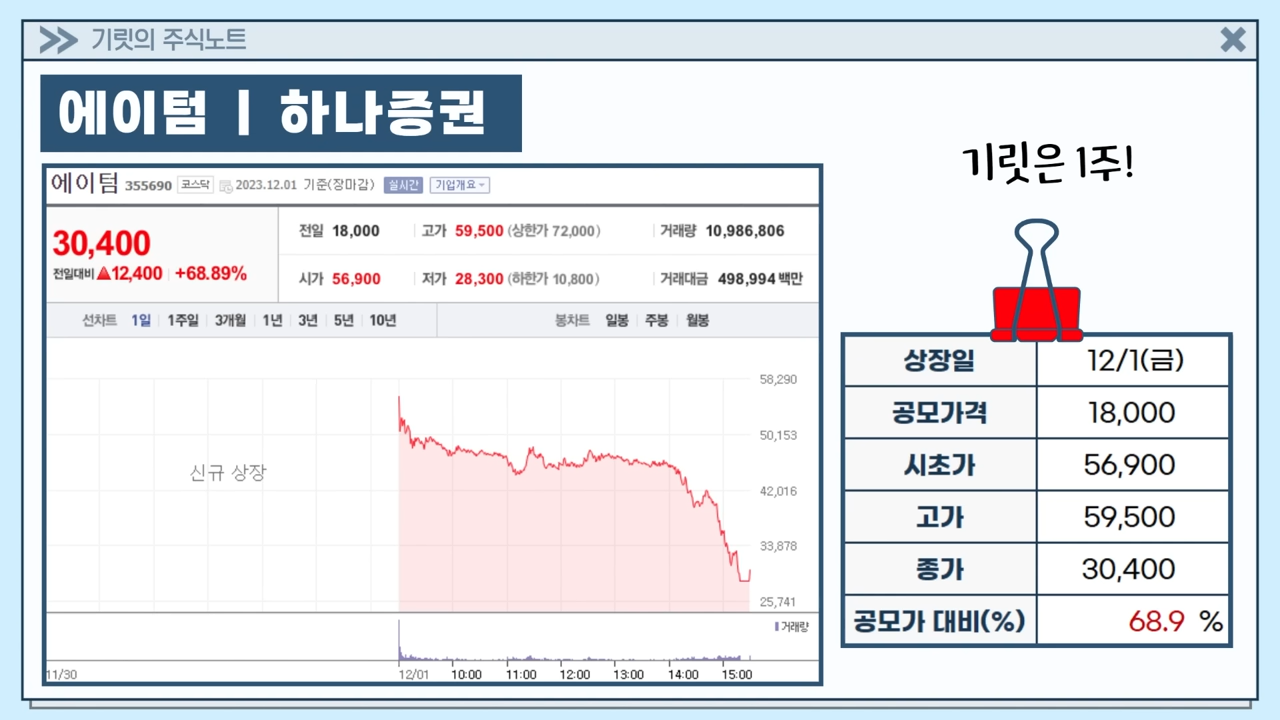 기릿의 주식노트
에이텀 | 하나증권
에이텀 355690 코스닥 2023.12.01 기준(장마감) 실시간 기업개요
30,400
전일대비 ▲12,400 +68.89%
전일 18,000 고가 59,500 (상한가 72,000) 거래량 10,986,806
시가 56,900 저가 28,300 (하한가 10,800) 거래대금 498,994 백만
선차트 1일 1주일 3개월 1년 3년 5년 10년 봉차트 일봉 주봉 월봉
58,290
50,153
신규 상장
42,016
33,878
25,741
거래량
11/30 12/01 10:00 11:00 12:00 13:00 14:00 15:00
기릿은 1주!
상장일 12/1(금)
공모가격 18,000
시초가 56,900
고가 59,500
종가 30,400
공모가 대비(%) 68.9 %